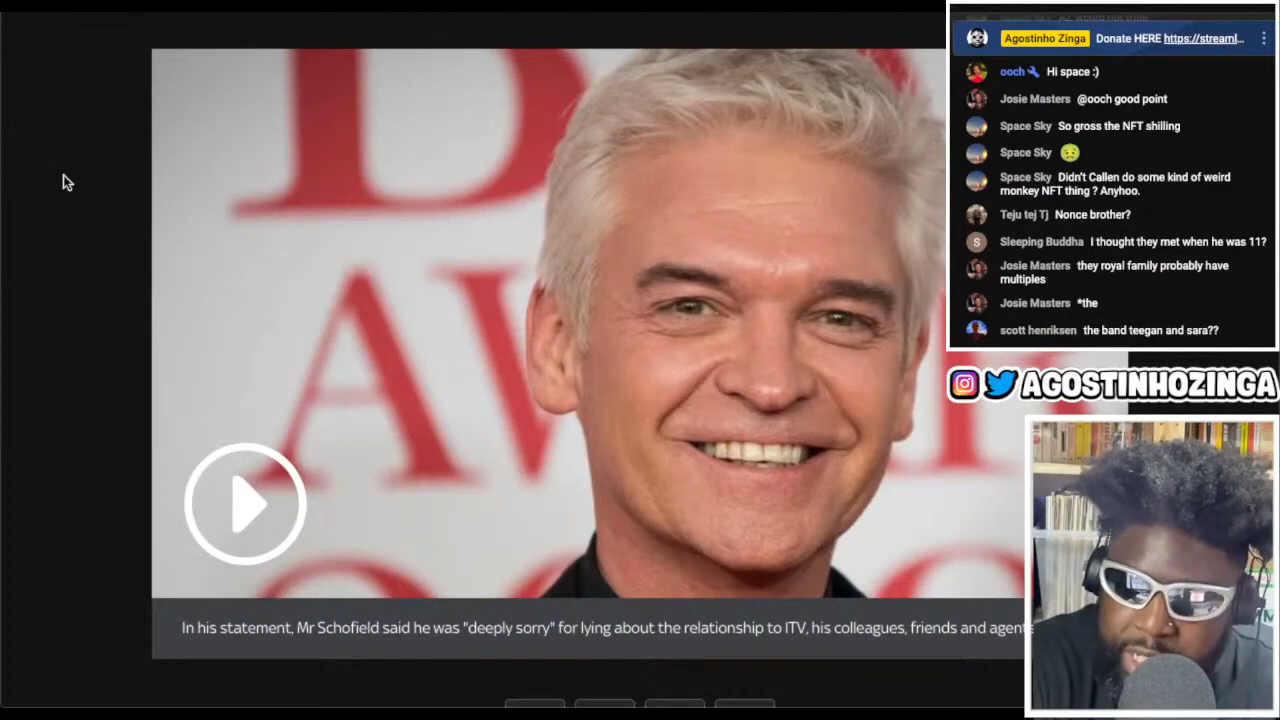 Agostinho Zinga Donate HERE https://streaml...
ooch Hi space :)
Josie Masters @ooch good point
Space Sky So gross the NFT shilling
Space Sky
Space Sky Didn't Callen do some kind of weird
monkey NFT thing ? Anyhoo.
Teju tej Tj Nonce brother?
S Sleeping Buddha I thought they met when he was 11?
Josie Masters they royal family probably have
multiples
Josie Masters *the
scott henriksen the band teegan and sara??
AGOSTINHOZINGA
In his statement, Mr Schofield said he was "deeply sorry" for lying about the relationship to ITV, his colleagues, friends and agent